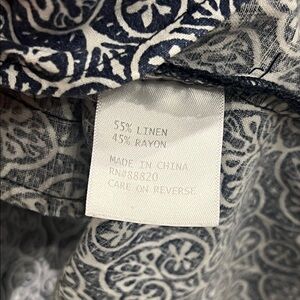 55% LINEN
45% RAYON
MADE IN CHINA
RN#88820
CARE ON REVERSE